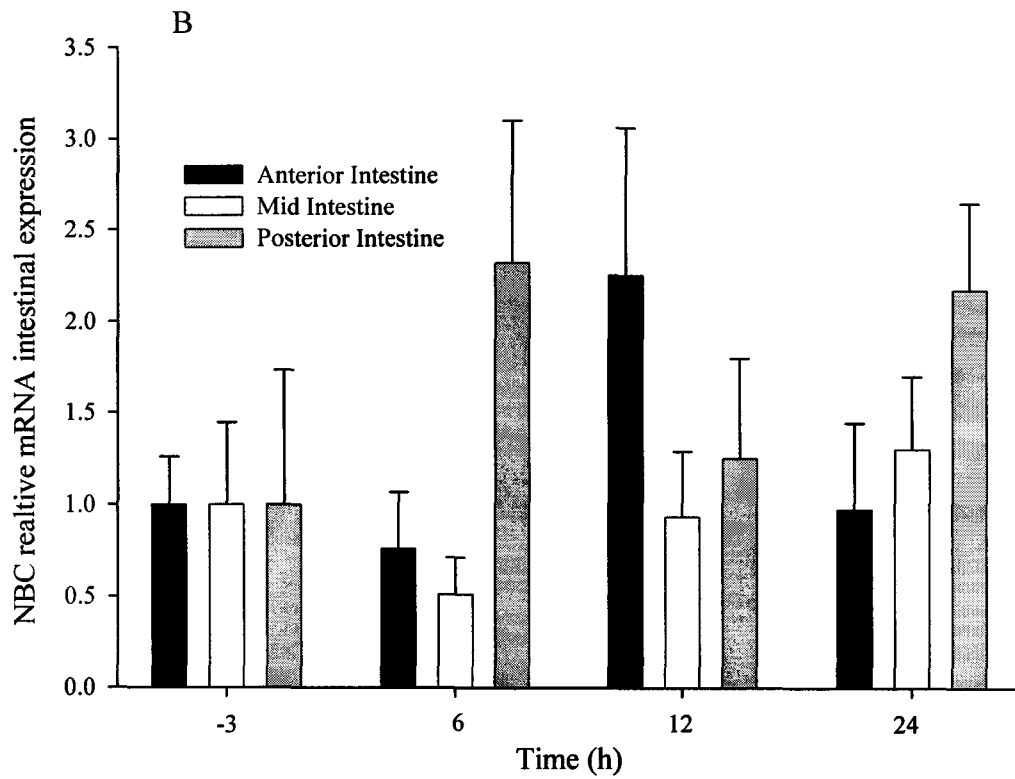 B
NBC realtive mRNA intestinal expression
3.5
3.0
2.5
2.0
1.5
1.0
0.5
0.0
Anterior Intestine
Mid Intestine
Posterior Intestine
-3
6
12
24
Time (h)